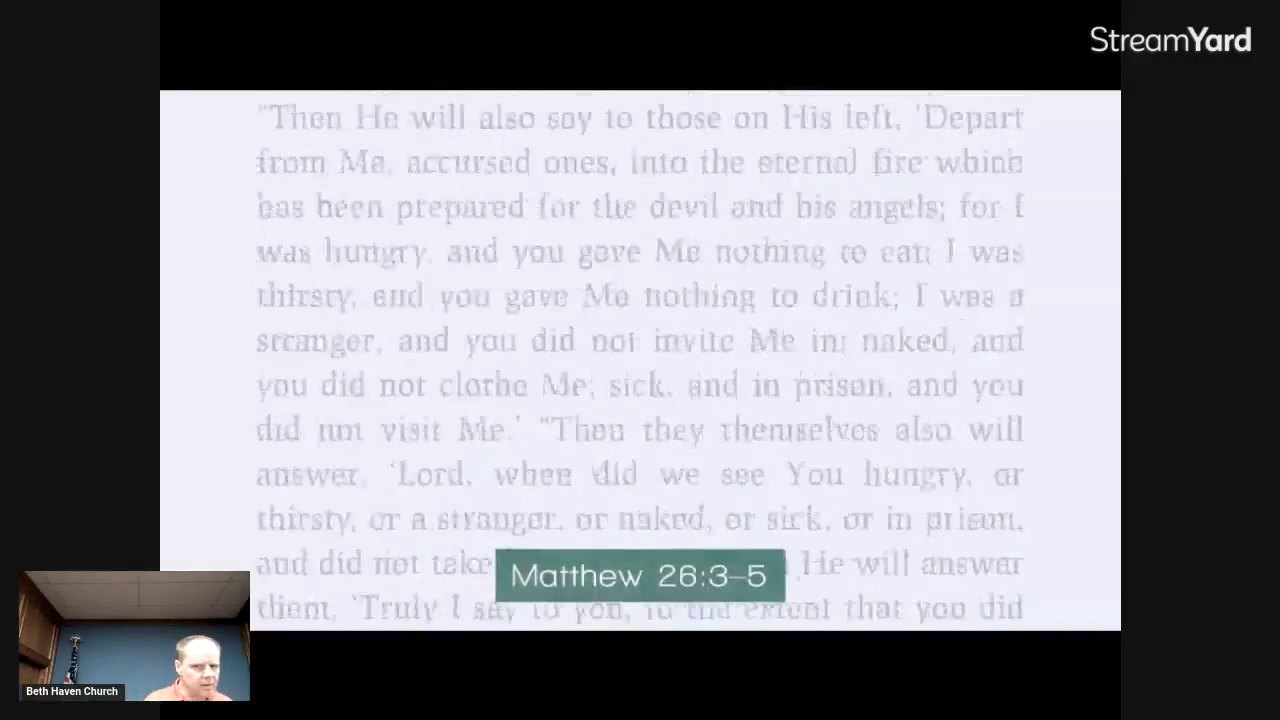 StreamYard
"Then He will also say to those on His left, 'Depart
from Me, accursed ones, into the eternal fire which
has been prepared for the devil and his angels; for I
was hungry, and you gave Me nothing to eat; I was
thirsty, and you gave Me nothing to drink; I was a
stranger, and you did not invite Me in; naked, and
you did not clothe Me; sick, and in prison, and you
did not visit Me.' "Then they themselves also will
answer, 'Lord, when did we see You hungry, or
thirsty, or a stranger, or naked, or sick, or in prison,
and did not take He will answer
Matthew 26:3–5
them, 'Truly I say to you, to the extent that you did
Beth Haven Church